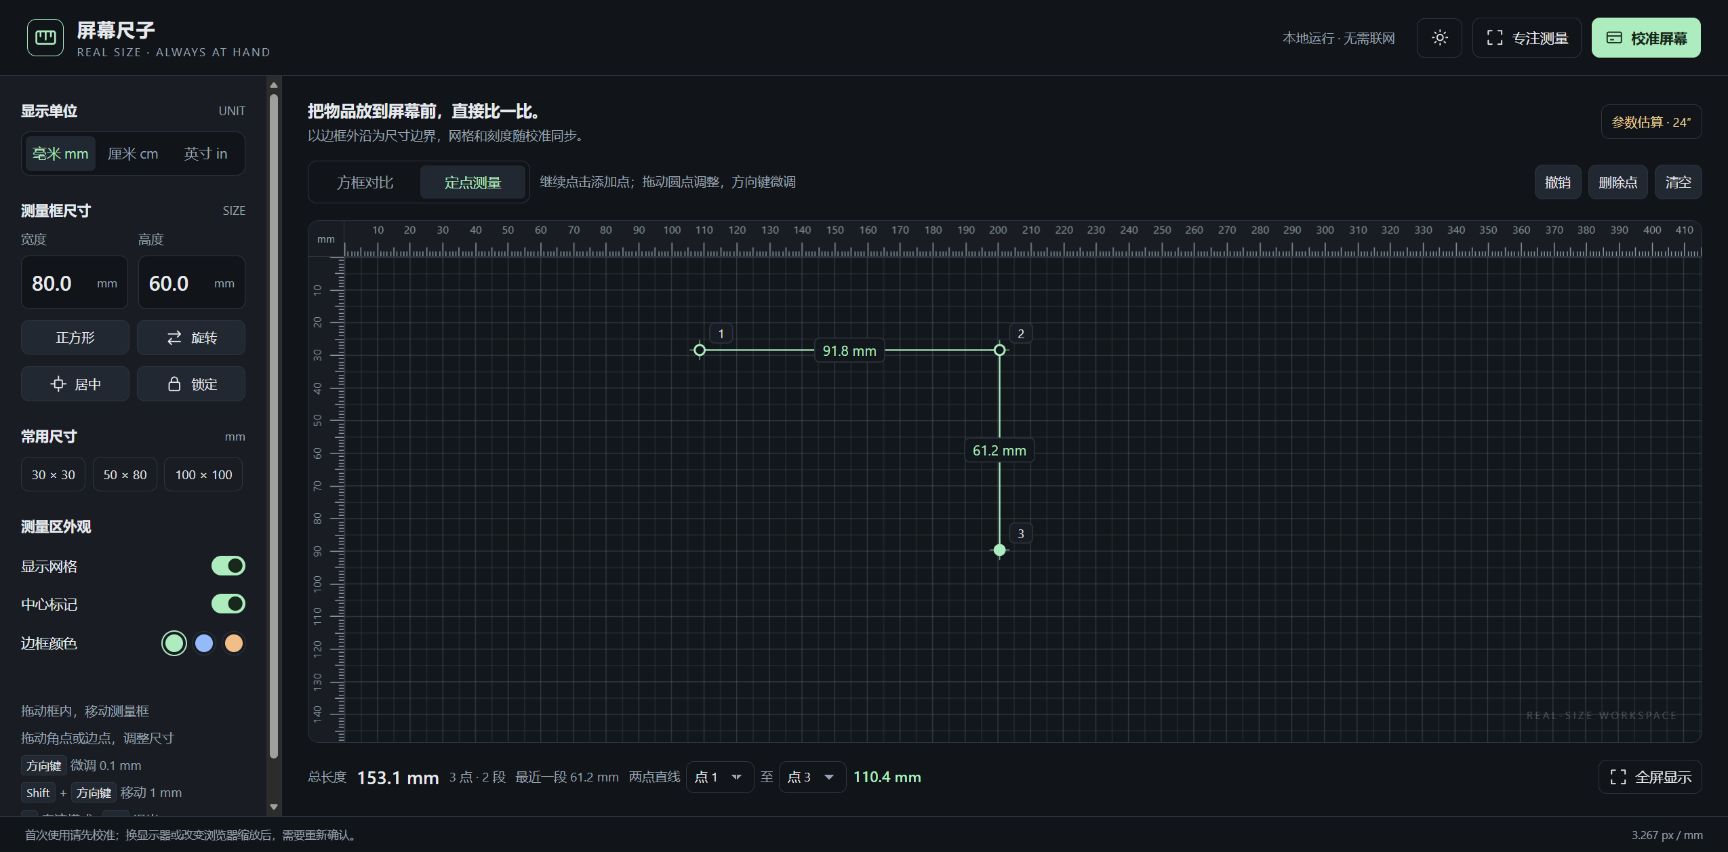 屏幕尺子
REAL SIZE · ALWAYS AT HAND
本地运行 · 无需联网
专注测量
校准屏幕
显示单位 UNIT
毫米 mm 厘米 cm 英寸 in
测量框尺寸 SIZE
宽度 高度
80.0 mm 60.0 mm
正方形 旋转
居中 锁定
常用尺寸 mm
30 × 30 50 × 80 100 × 100
测量区外观
显示网格
中心标记
边框颜色
拖动框内，移动测量框
拖动角点或边点，调整尺寸
方向键 微调 0.1 mm
Shift + 方向键 移动 1 mm
把物品放到屏幕前，直接比一比。
以边框外沿为尺寸边界，网格和刻度随校准同步。
参数估算 · 24″
方框对比 定点测量 继续点击添加点；拖动圆点调整，方向键微调
撤销 删除点 清空
mm 10 20 30 40 50 60 70 80 90 100 110 120 130 140 150 160 170 180 190 200 210 220 230 240 250 260 270 280 290 300 310 320 330 340 350 360 370 380 390 400 410
10
20
30
40
50
60
70
80
90
100
110
120
130
140
1 2
91.8 mm
61.2 mm
3
REAL-SIZE WORKSPACE
总长度 153.1 mm 3 点 · 2 段 最近一段 61.2 mm 两点直线 点 1 至 点 3 110.4 mm
全屏显示
首次使用请先校准；换显示器或改变浏览器缩放后，需要重新确认。
3.267 px / mm